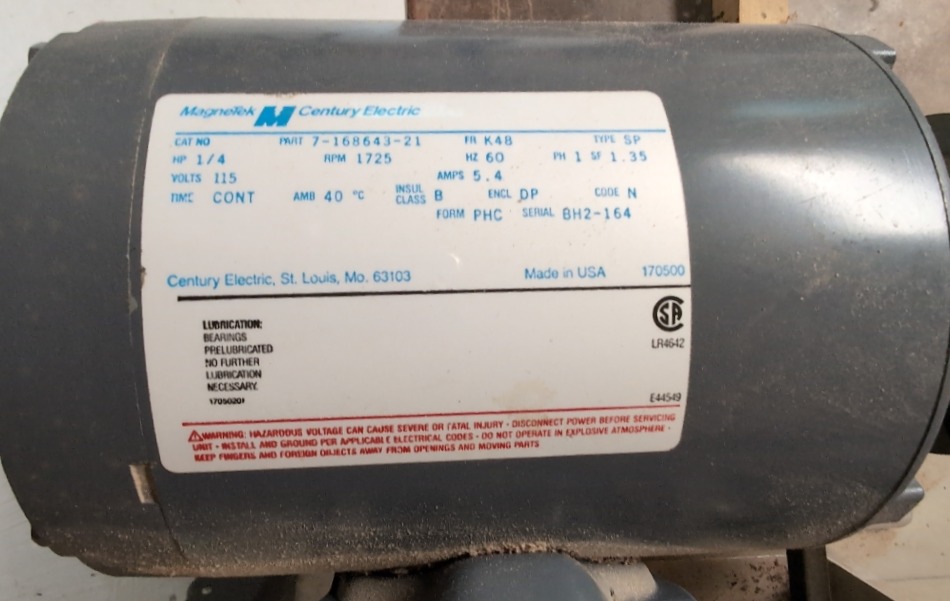 MagneTek M Century Electric
CAT NO PART 7-168643-21 FR K48 TYPE SP
HP 1/4 RPM 1725 HZ 60 PH 1 SF 1.35
VOLTS 115 AMPS 5.4
TIME CONT AMB 40 °C INSUL CLASS B ENCL DP CODE N
FORM PHC SERIAL BH2-164
Century Electric, St. Louis, Mo. 63103 Made in USA 170500
LUBRICATION:
BEARINGS
PRELUBRICATED
NO FURTHER
LUBRICATION
NECESSARY.
17050201
SA
LR4642
E44549
WARNING: HAZARDOUS VOLTAGE CAN CAUSE SEVERE OR FATAL INJURY - DISCONNECT POWER BEFORE SERVICING
UNIT - INSTALL AND GROUND PER APPLICABLE ELECTRICAL CODES - DO NOT OPERATE IN EXPLOSIVE ATMOSPHERE -
KEEP FINGERS AND FOREIGN OBJECTS AWAY FROM OPENINGS AND MOVING PARTS